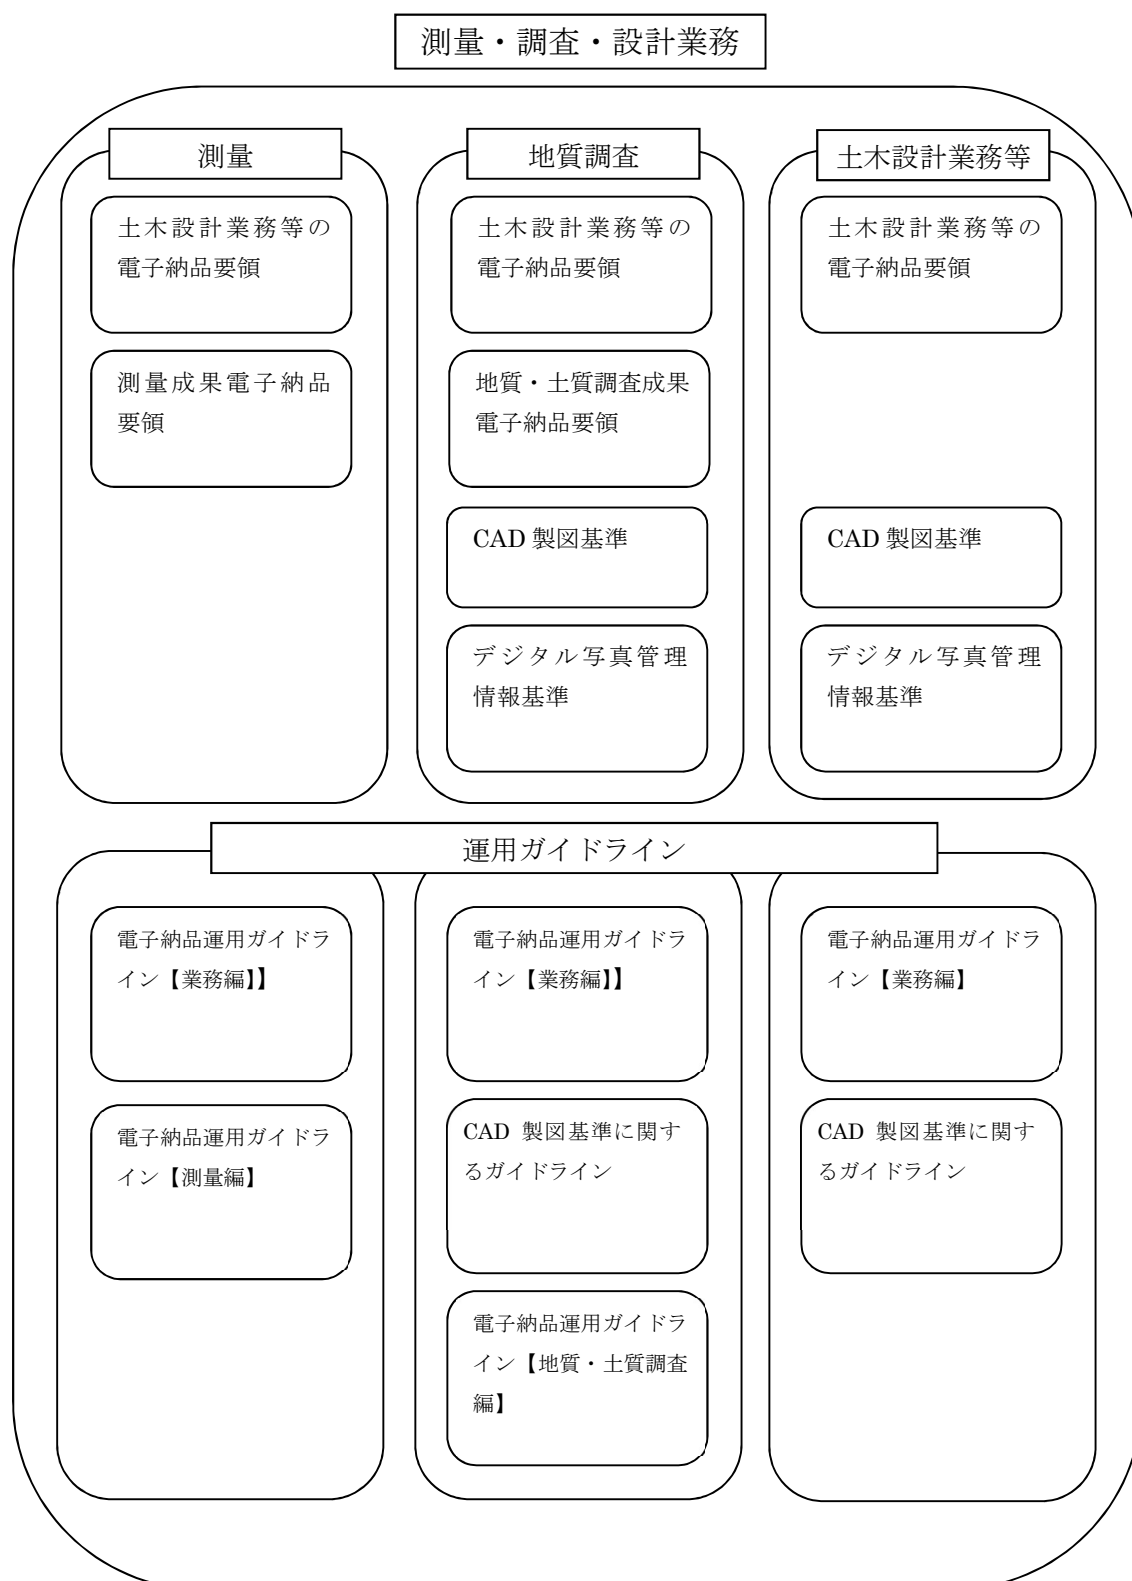 測量・調査・設計業務
測量
土木設計業務等の
電子納品要領
測量成果電子納品
要領
地質調査
土木設計業務等の
電子納品要領
地質・土質調査成果
電子納品要領
CAD 製図基準
デジタル写真管理
情報基準
土木設計業務等
土木設計業務等の
電子納品要領
CAD 製図基準
デジタル写真管理
情報基準
運用ガイドライン
電子納品運用ガイドラ
イン【業務編】】
電子納品運用ガイドラ
イン【測量編】
電子納品運用ガイドラ
イン【業務編】】
CAD 製図基準に関す
るガイドライン
電子納品運用ガイドラ
イン【地質・土質調査
編】
電子納品運用ガイドラ
イン【業務編】
CAD 製図基準に関す
るガイドライン